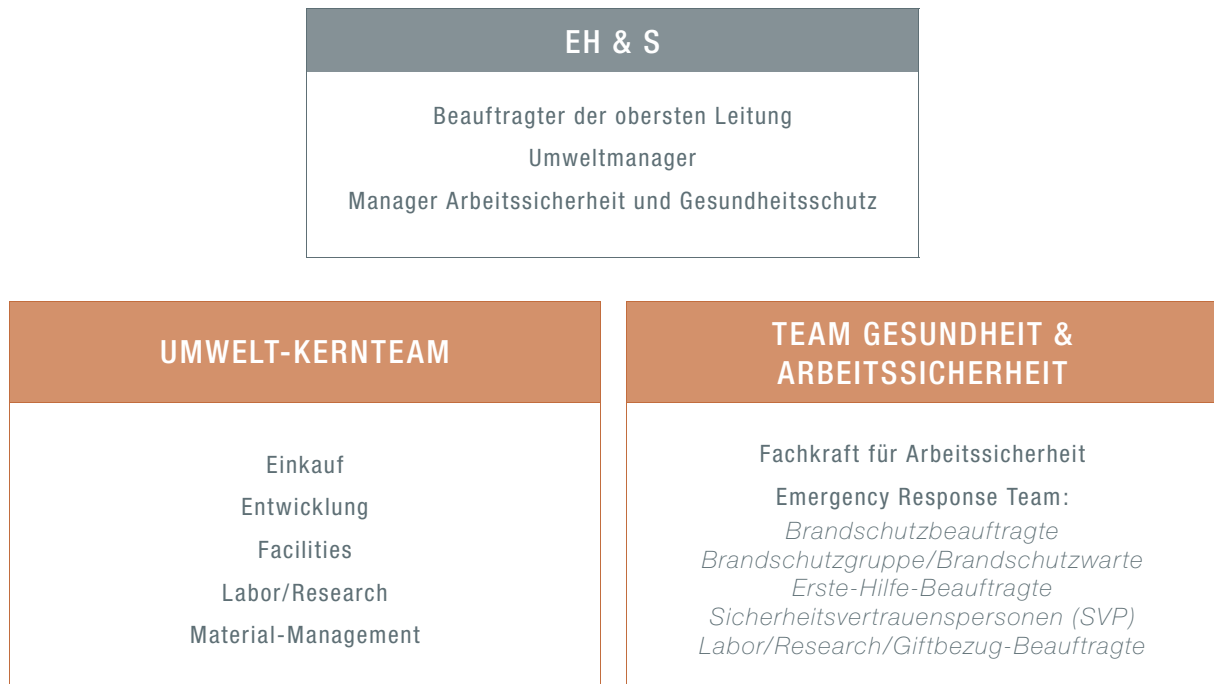 EH & S
Beauftragter der obersten Leitung
Umweltmanager
Manager Arbeitssicherheit und Gesundheitsschutz
UMWELT-KERNTEAM
Einkauf
Entwicklung
Facilities
Labor/Research
Material-Management
TEAM GESUNDHEIT &
ARBEITSSICHERHEIT
Fachkraft für Arbeitssicherheit
Emergency Response Team:
Brandschutzbeauftragte
Brandschutzgruppe/Brandschutzwarte
Erste-Hilfe-Beauftragte
Sicherheitsvertrauenspersonen (SVP)
Labor/Research/Giftbezug-Beauftragte